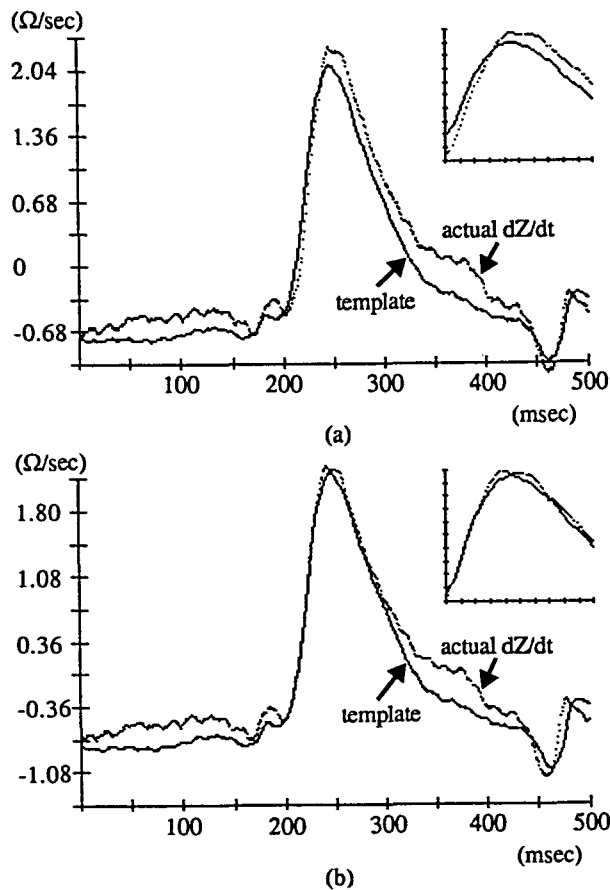 (Ω/sec)
2.04
1.36
0.68
0
-0.68
actual dZ/dt
template
100 200 300 400 500
(msec)
(a)
(Ω/sec)
1.80
1.08
0.36
-0.36
-1.08
actual dZ/dt
template
100 200 300 400 500
(msec)
(b)